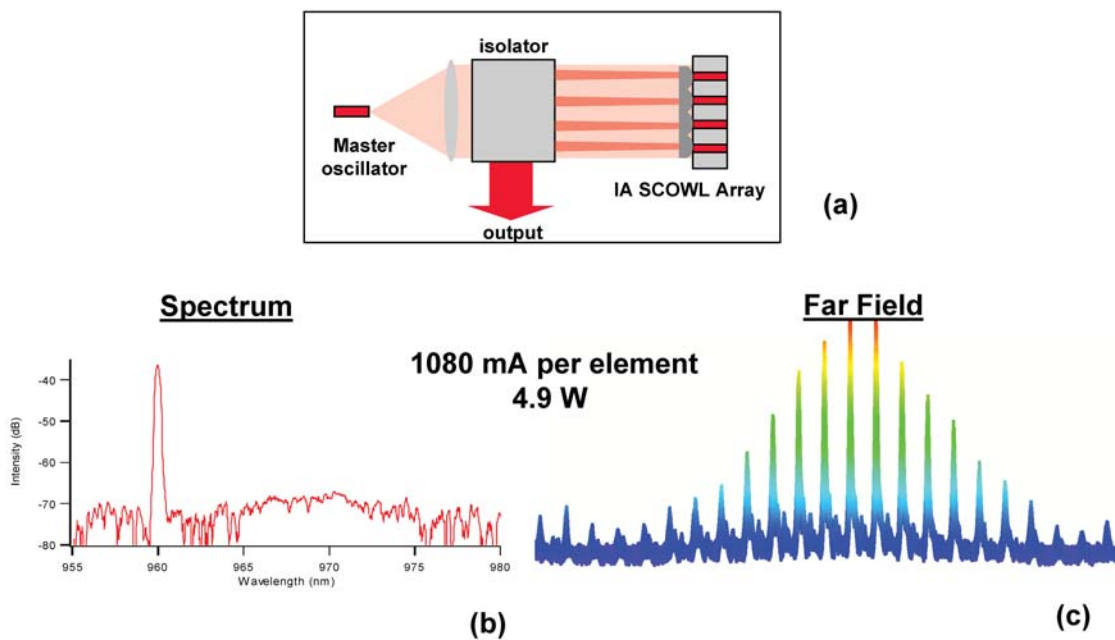 isolator
Master
oscillator
IA SCOWL Array
output
(a)
Spectrum
Far Field
1080 mA per element
4.9 W
Intensity (dB)
-40
-50
-60
-70
-80
955
960
965
970
975
980
Wavelength (nm)
(b)
(c)